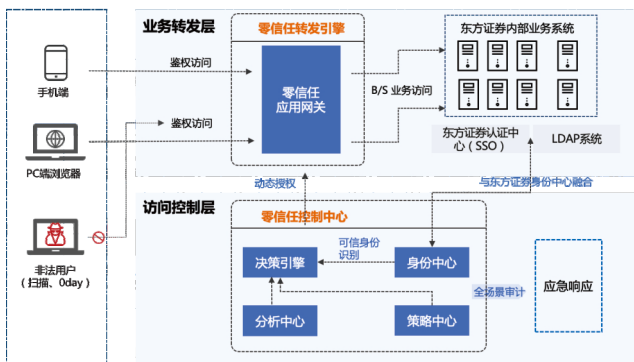 业务转发层
零信任转发引擎
东方证券内部业务系统
鉴权访问
手机端
零信任
应用网关
B/S 业务访问
鉴权访问
PC端浏览器
东方证券认证中
心（SSO）
LDAP系统
动态授权
与东方证券身份中心融合
访问控制层
零信任控制中心
可信身份
识别
决策引擎
身份中心
非法用户
（扫描、0day）
全场景审计
应急响应
分析中心
策略中心